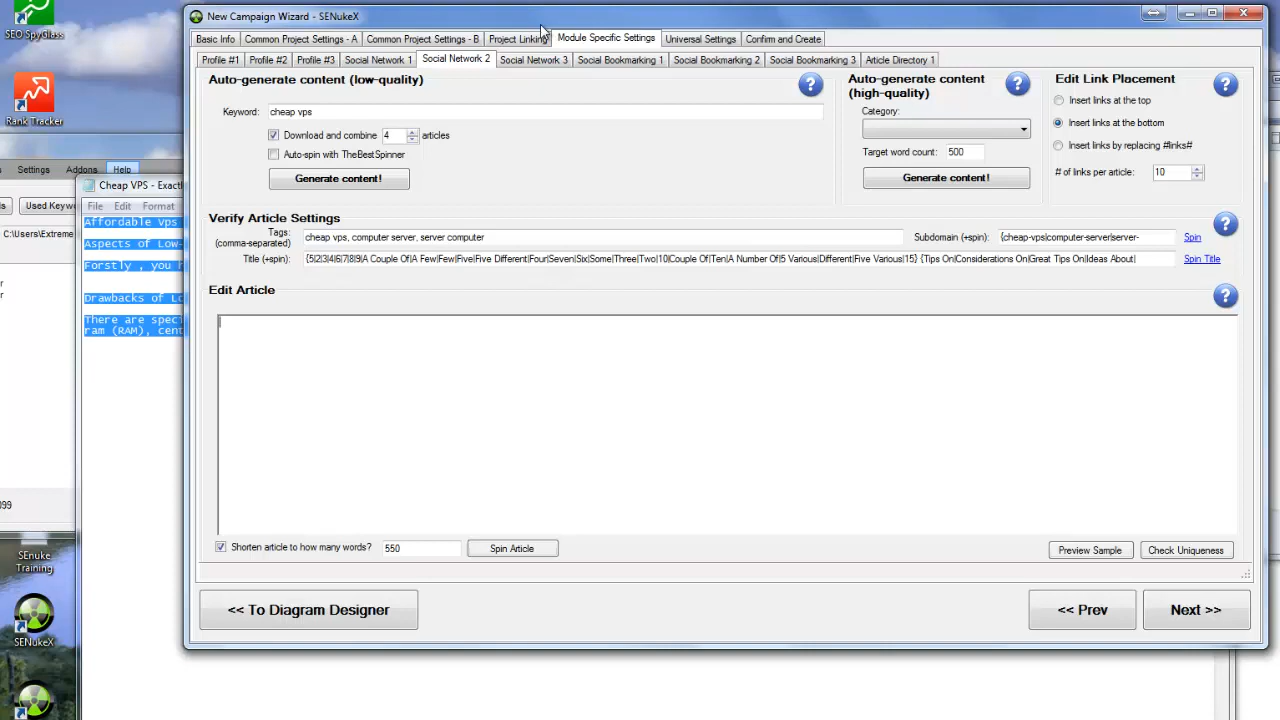 SEO SpyGlass
Rank Tracker
Settings Addons Help
Used Keyw
C:\Users\Extreme
099
SEnuke
Training
SENukeX
Cheap VPS - Exact
File Edit Format
Affordable Vps
Aspects of Low-
Forstly , you h
Drawbacks of Lo
There are speci
ram (RAM), cent
New Campaign Wizard - SENukeX
Basic Info Common Project Settings - A Common Project Settings - B Project Linking Module Specific Settings Universal Settings Confirm and Create
Profile #1 Profile #2 Profile #3 Social Network 1 Social Network 2 Social Network 3 Social Bookmarking 1 Social Bookmarking 2 Social Bookmarking 3 Article Directory 1
Auto-generate content (low-quality)
Keyword: cheap vps
Download and combine 4 articles
Auto-spin with TheBestSpinner
Generate content!
Auto-generate content
(high-quality)
Category:
Target word count: 500
Generate content!
Edit Link Placement
Insert links at the top
Insert links at the bottom
Insert links by replacing #links#
# of links per article: 10
Verify Article Settings
Tags:
(comma-separated)
cheap vps, computer server, server computer
Subdomain (+spin): {cheap-vps|computer-server|server-
Spin
Title (+spin): {5|2|3|4|6|7|8|9|A Couple Of|A Few|Few|Five|Five Different|Four|Seven|Six|Some|Three|Two|10|Couple Of|Ten|A Number Of|5 Various|Different|Five Various|15} {Tips On|Considerations On|Great Tips On|Ideas About|
Spin Title
Edit Article
Shorten article to how many words? 550 Spin Article
Preview Sample Check Uniqueness
<< To Diagram Designer << Prev Next >>